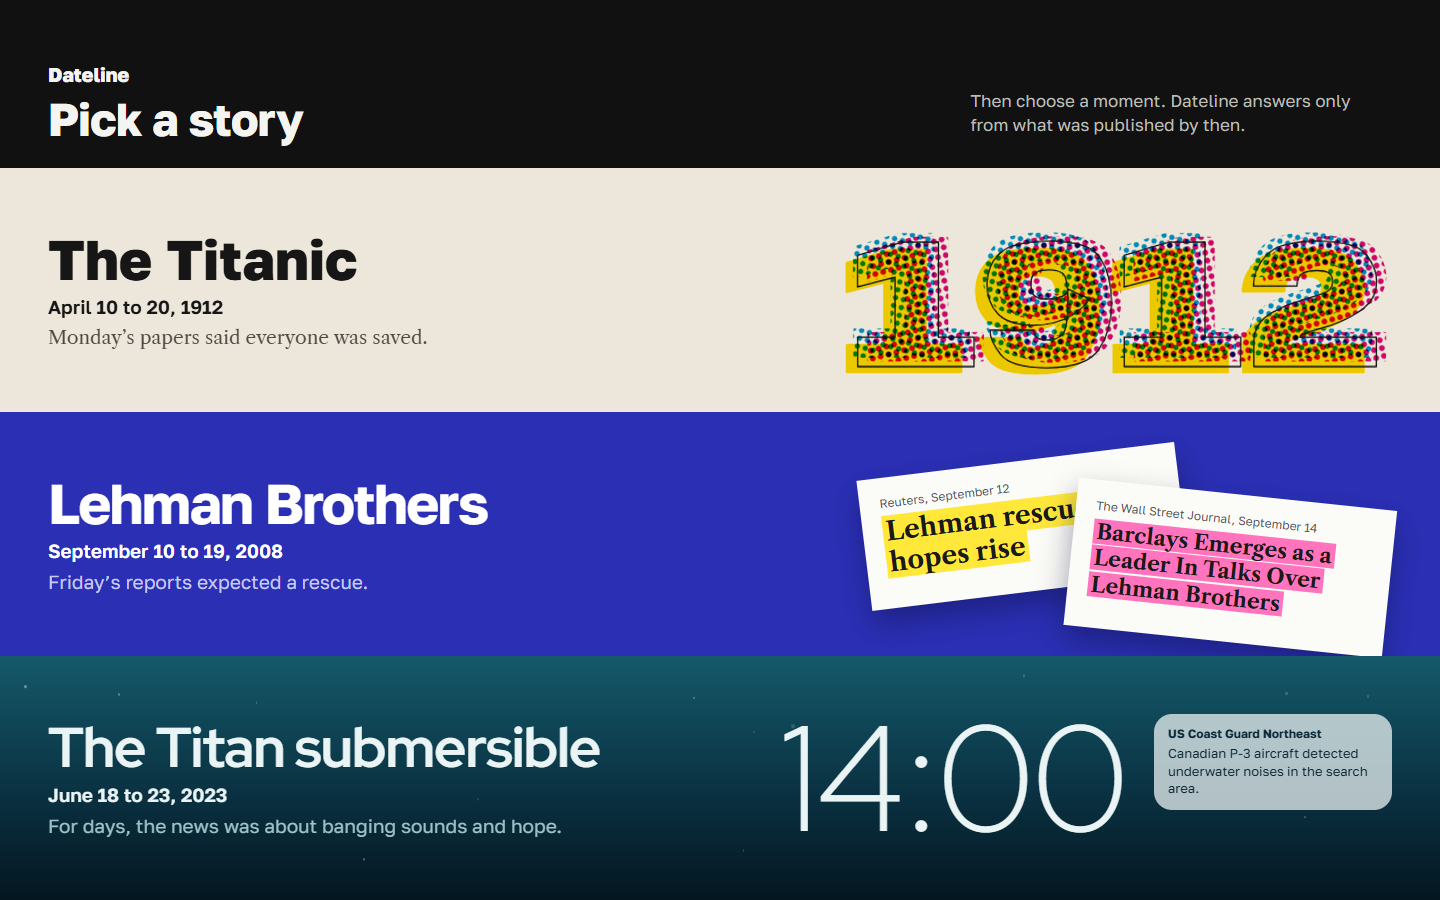 Dateline
Pick a story
Then choose a moment. Dateline answers only
from what was published by then.
The Titanic
April 10 to 20, 1912
Monday’s papers said everyone was saved.
1912
Lehman Brothers
September 10 to 19, 2008
Friday’s reports expected a rescue.
Reuters, September 12
Lehman rescu
hopes rise
The Wall Street Journal, September 14
Barclays Emerges as a
Leader In Talks Over
Lehman Brothers
The Titan submersible
June 18 to 23, 2023
For days, the news was about banging sounds and hope.
14:00
US Coast Guard Northeast
Canadian P-3 aircraft detected
underwater noises in the search
area.